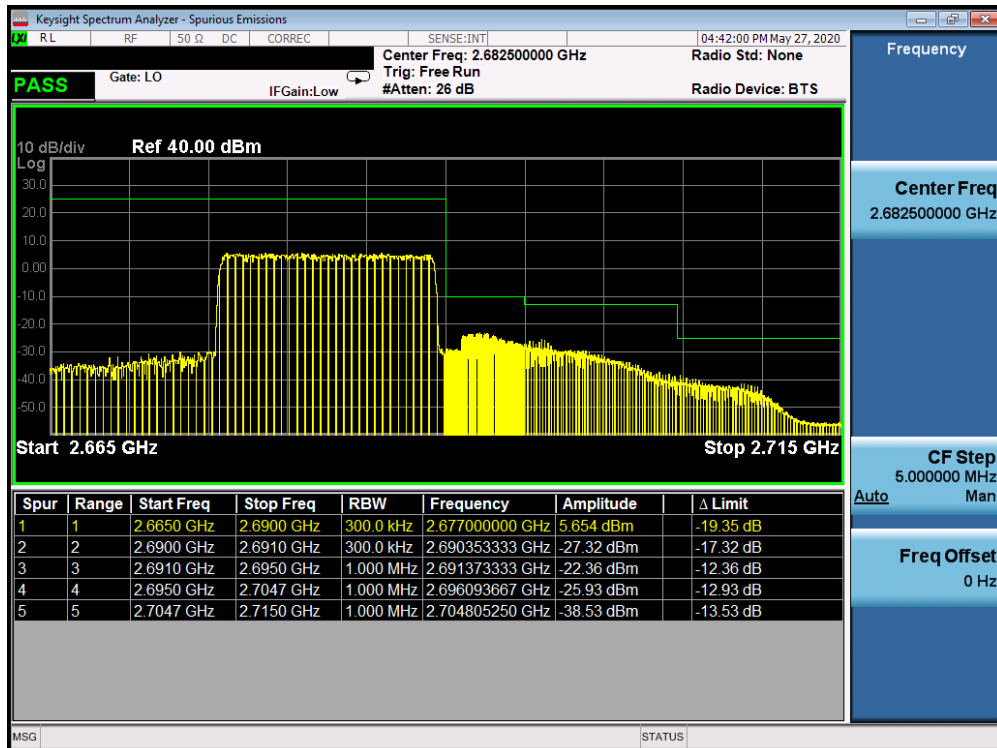 Keysight Spectrum Analyzer - Spurious Emissions
LXI RL RF 50 Ω DC CORREC SENSE:INT 04:42:00 PM May 27, 2020
Center Freq: 2.682500000 GHz Radio Std: None
Trig: Free Run
PASS Gate: LO IFGain:Low #Atten: 26 dB Radio Device: BTS
Frequency
10 dB/div Ref 40.00 dBm
Log
30.0
20.0
10.0
0.00
-10.0
-20.0
-30.0
-40.0
-50.0
Start 2.665 GHz Stop 2.715 GHz
Spur Range Start Freq Stop Freq RBW Frequency Amplitude Δ Limit
1 1 2.6650 GHz 2.6900 GHz 300.0 kHz 2.677000000 GHz 5.654 dBm -19.35 dB
2 2 2.6900 GHz 2.6910 GHz 300.0 kHz 2.690353333 GHz -27.32 dBm -17.32 dB
3 3 2.6910 GHz 2.6950 GHz 1.000 MHz 2.691373333 GHz -22.36 dBm -12.36 dB
4 4 2.6950 GHz 2.7047 GHz 1.000 MHz 2.696093667 GHz -25.93 dBm -12.93 dB
5 5 2.7047 GHz 2.7150 GHz 1.000 MHz 2.704805250 GHz -38.53 dBm -13.53 dB
Center Freq
2.682500000 GHz
CF Step
5.000000 MHz
Auto Man
Freq Offset
0 Hz
MSG STATUS